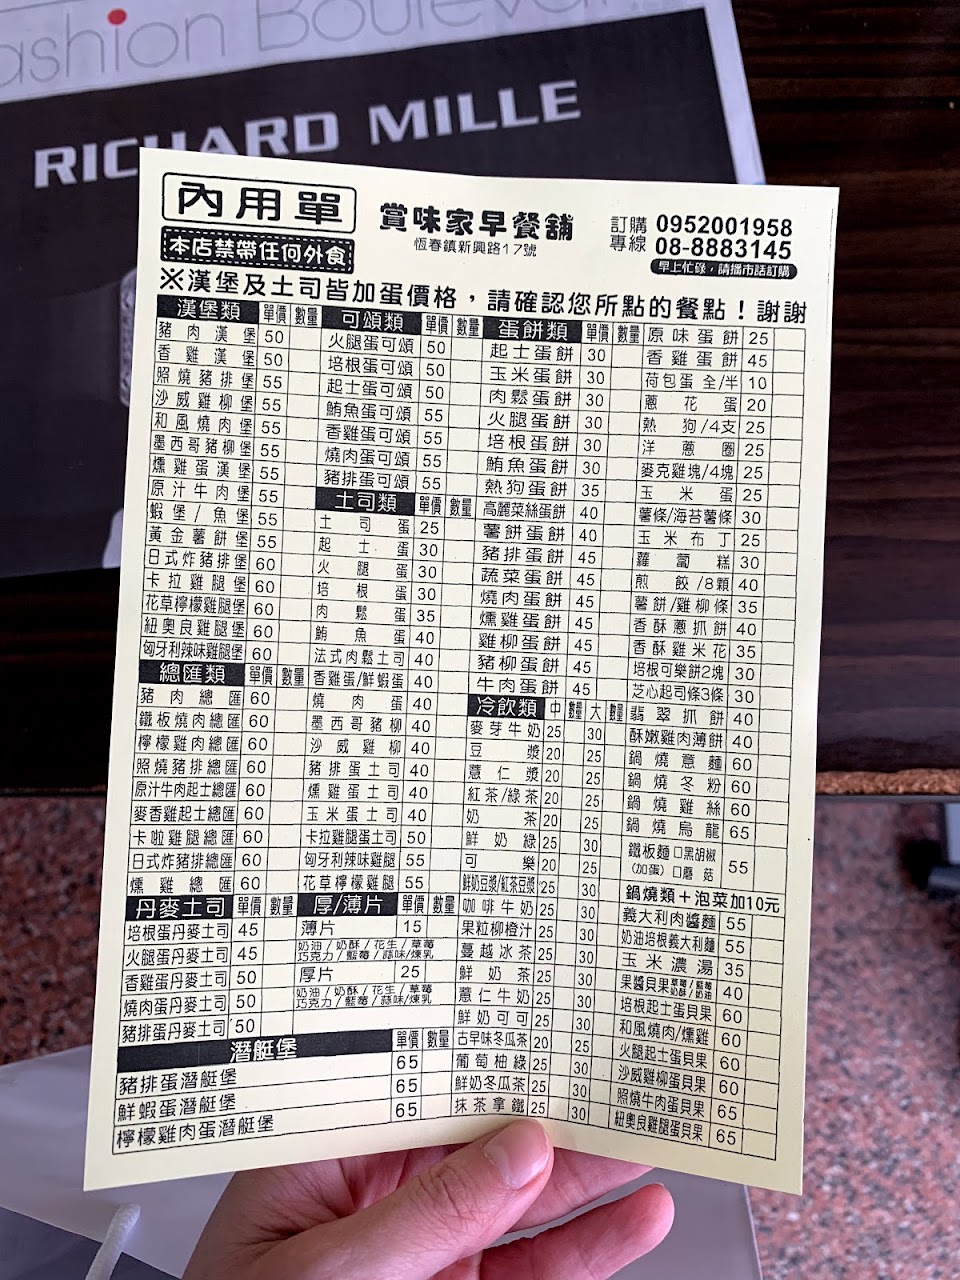 ashion Boulevar
RICHARD MILLE
內用單
本店禁帶任何外食
賞味家早餐舖
恆春鎮新興路17號
訂購專線 0952001958
08-8883145
早上忙碌，請播市話訂購
※漢堡及土司皆加蛋價格，請確認您所點的餐點！謝謝
漢堡類 單價 數量
豬肉漢堡 50
香雞漢堡 50
照燒豬排堡 55
沙威雞柳堡 55
和風燒肉堡 55
墨西哥豬柳堡 55
燻雞蛋漢堡 55
原汁牛肉堡 55
蝦堡/魚堡 55
黃金薯餅堡 55
日式炸豬排堡 60
卡拉雞腿堡 60
花草檸檬雞腿堡 60
紐奧良雞腿堡 60
匈牙利辣味雞腿堡 60
總匯類 單價 數量
豬肉總匯 60
鐵板燒肉總匯 60
檸檬雞肉總匯 60
照燒豬排總匯 60
原汁牛肉起士總匯 60
麥香雞起士總匯 60
卡啦雞腿總匯 60
日式炸豬排總匯 60
燻雞總匯 60
丹麥土司 單價 數量
培根蛋丹麥土司 45
火腿蛋丹麥土司 45
香雞蛋丹麥土司 50
燒肉蛋丹麥土司 50
豬排蛋丹麥土司 50
潛艇堡 單價 數量
豬排蛋潛艇堡 65
鮮蝦蛋潛艇堡 65
檸檬雞肉蛋潛艇堡 65
可頌類 單價 數量
火腿蛋可頌 50
培根蛋可頌 50
起士蛋可頌 50
鮪魚蛋可頌 55
香雞蛋可頌 55
燒肉蛋可頌 55
豬排蛋可頌 55
土司類 單價 數量
土司蛋 25
起士蛋 30
火腿蛋 30
培根蛋 30
肉鬆蛋 35
鮪魚蛋 40
法式肉鬆土司 40
香雞蛋/鮮蝦蛋 40
燒肉蛋 40
墨西哥豬柳 40
沙威雞柳 40
豬排蛋土司 40
燻雞蛋土司 40
玉米蛋土司 40
卡拉雞腿蛋土司 50
匈牙利辣味雞腿 55
花草檸檬雞腿 55
厚/薄片 單價 數量
薄片 15
奶油/奶酥/花生/草莓
巧克力/藍莓/蒜味/煉乳
厚片 25
奶油/奶酥/花生/草莓
巧克力/藍莓/蒜味/煉乳
蛋餅類 單價 數量
起士蛋餅 30
玉米蛋餅 30
肉鬆蛋餅 30
火腿蛋餅 30
培根蛋餅 30
鮪魚蛋餅 30
熱狗蛋餅 35
高麗菜絲蛋餅 40
薯餅蛋餅 40
豬排蛋餅 45
蔬菜蛋餅 45
燒肉蛋餅 45
燻雞蛋餅 45
雞柳蛋餅 45
豬柳蛋餅 45
牛肉蛋餅 45
冷飲類 中 數量 大 數量
麥芽牛奶 25 30
豆漿 20 25
薏仁漿 20 25
紅茶/綠茶 20 25
奶茶 20 25
鮮奶綠 25 30
可樂 20 25
鮮奶豆漿/紅茶豆漿 25 30
咖啡牛奶 25 30
果粒柳橙汁 25 30
蔓越冰茶 25 30
鮮奶茶 25 30
薏仁牛奶 25 30
鮮奶可可 25 30
古早味冬瓜茶 20 25
葡萄柚綠 25 30
鮮奶冬瓜茶 25 30
抹茶拿鐵 25 30
原味蛋餅 25
香雞蛋餅 45
荷包蛋 全/半 10
蔥花蛋 20
熱狗/4支 25
洋蔥圈 25
麥克雞塊/4塊 25
玉米蛋 25
薯條/海苔薯條 30
玉米布丁 25
蘿蔔糕 30
煎餃/8顆 40
薯餅/雞柳條 35
香酥蔥抓餅 40
香酥雞米花 35
培根可樂餅2塊 30
芝心起司條3條 30
翡翠抓餅 40
酥嫩雞肉薄餅 40
鍋燒意麵 60
鍋燒冬粉 60
鍋燒雞絲 60
鍋燒烏龍 65
鐵板麵 □黑胡椒
(加蛋) □蘑菇 55
鍋燒類＋泡菜加10元
義大利肉醬麵 55
奶油培根義大利麵 55
玉米濃湯 35
果醬貝果 草莓/藍莓 奶酥/奶油 40
培根起士蛋貝果 60
和風燒肉/燻雞 60
火腿起士蛋貝果 60
沙威雞柳蛋貝果 60
照燒牛肉蛋貝果 65
紐奧良雞腿蛋貝果 65